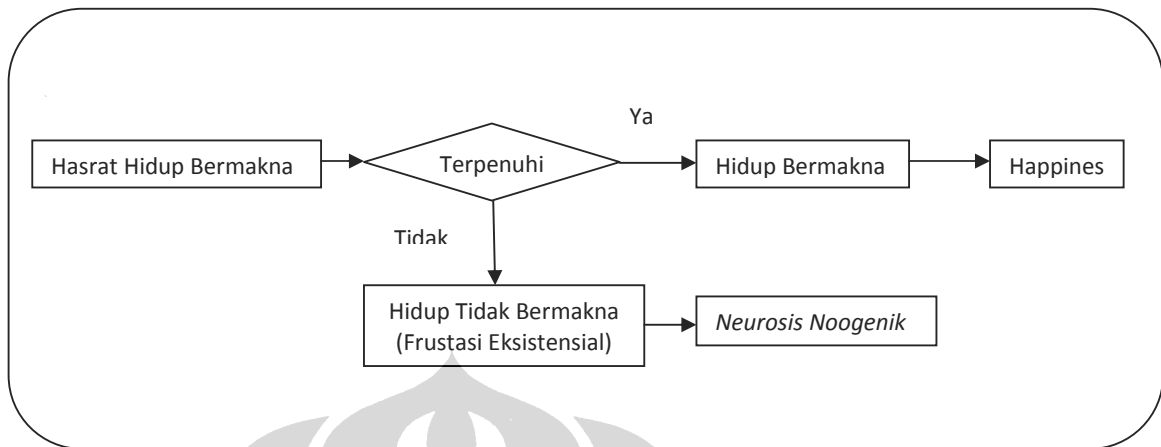 Ya
Hasrat Hidup Bermakna
Terpenuhi
Hidup Bermakna
Happines
Tidak
Hidup Tidak Bermakna
(Frustasi Eksistensial)
Neurosis Noogenik